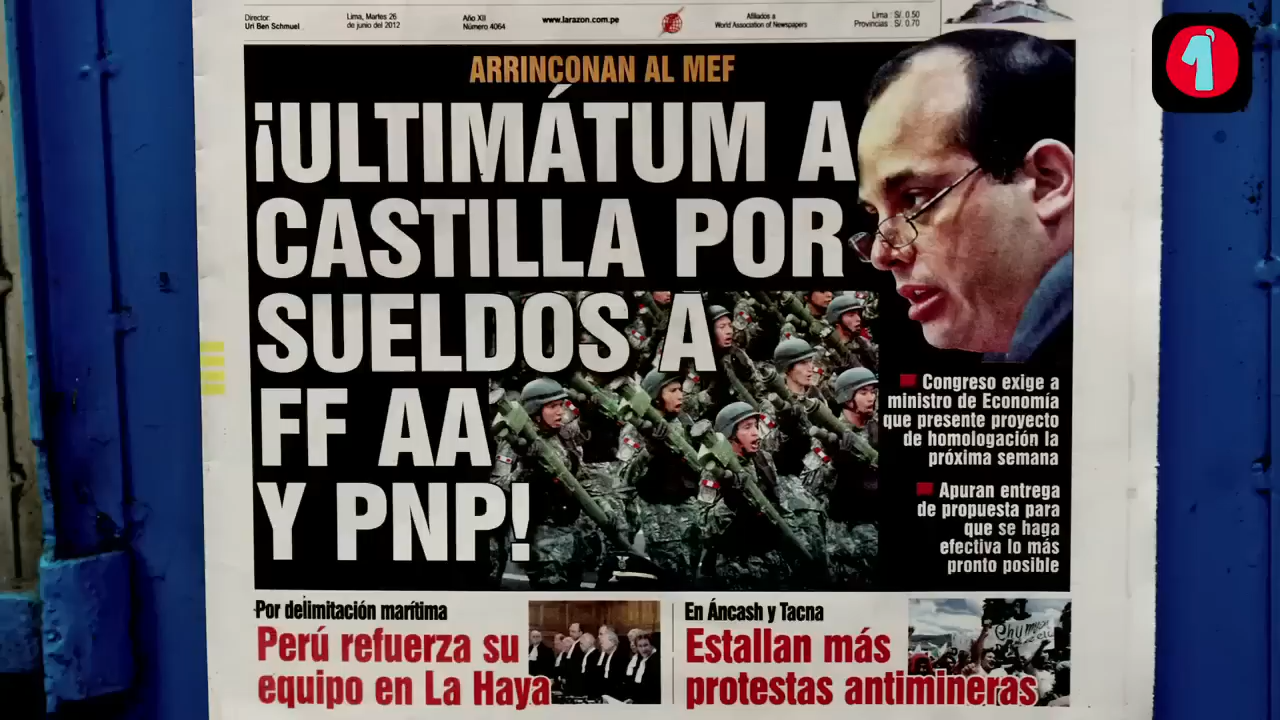 Director:
Uri Ben Schmuel
Lima, Martes 26
de junio del 2012
Año XII
Número 4064
www.larazon.com.pe
Afiliados a
World Association of Newspapers
Lima : S/. 0.50
Provincias : S/. 0.70
1
ARRINCONAN AL MEF
¡ULTIMÁTUM A
CASTILLA POR
SUELDOS A
FF AA
Y PNP!
Congreso exige a
ministro de Economía
que presente proyecto
de homologación la
próxima semana
Apuran entrega
de propuesta para
que se haga
efectiva lo más
pronto posible
Por delimitación marítima
Perú refuerza su
equipo en La Haya
En Áncash y Tacna
Estallan más
protestas antimineras